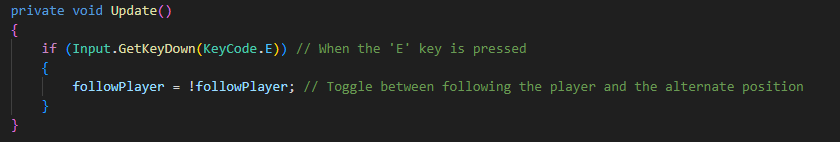 private void Update()
{
    if (Input.GetKeyDown(KeyCode.E)) // When the 'E' key is pressed
    {
        followPlayer = !followPlayer; // Toggle between following the player and the alternate position
    }
}